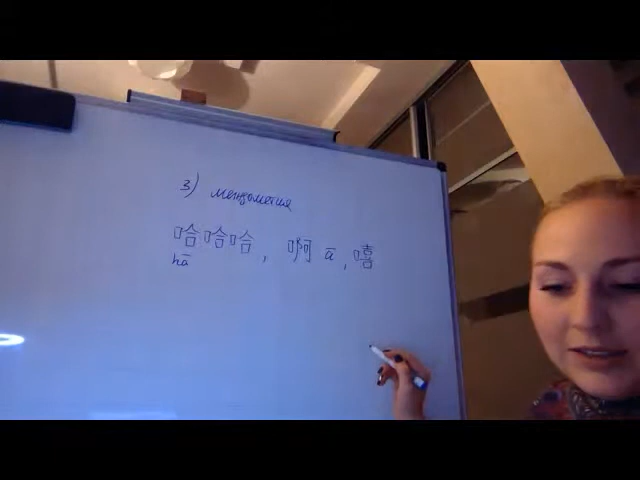 3) междометия
哈哈哈, 啊 ā, 嘻
hā